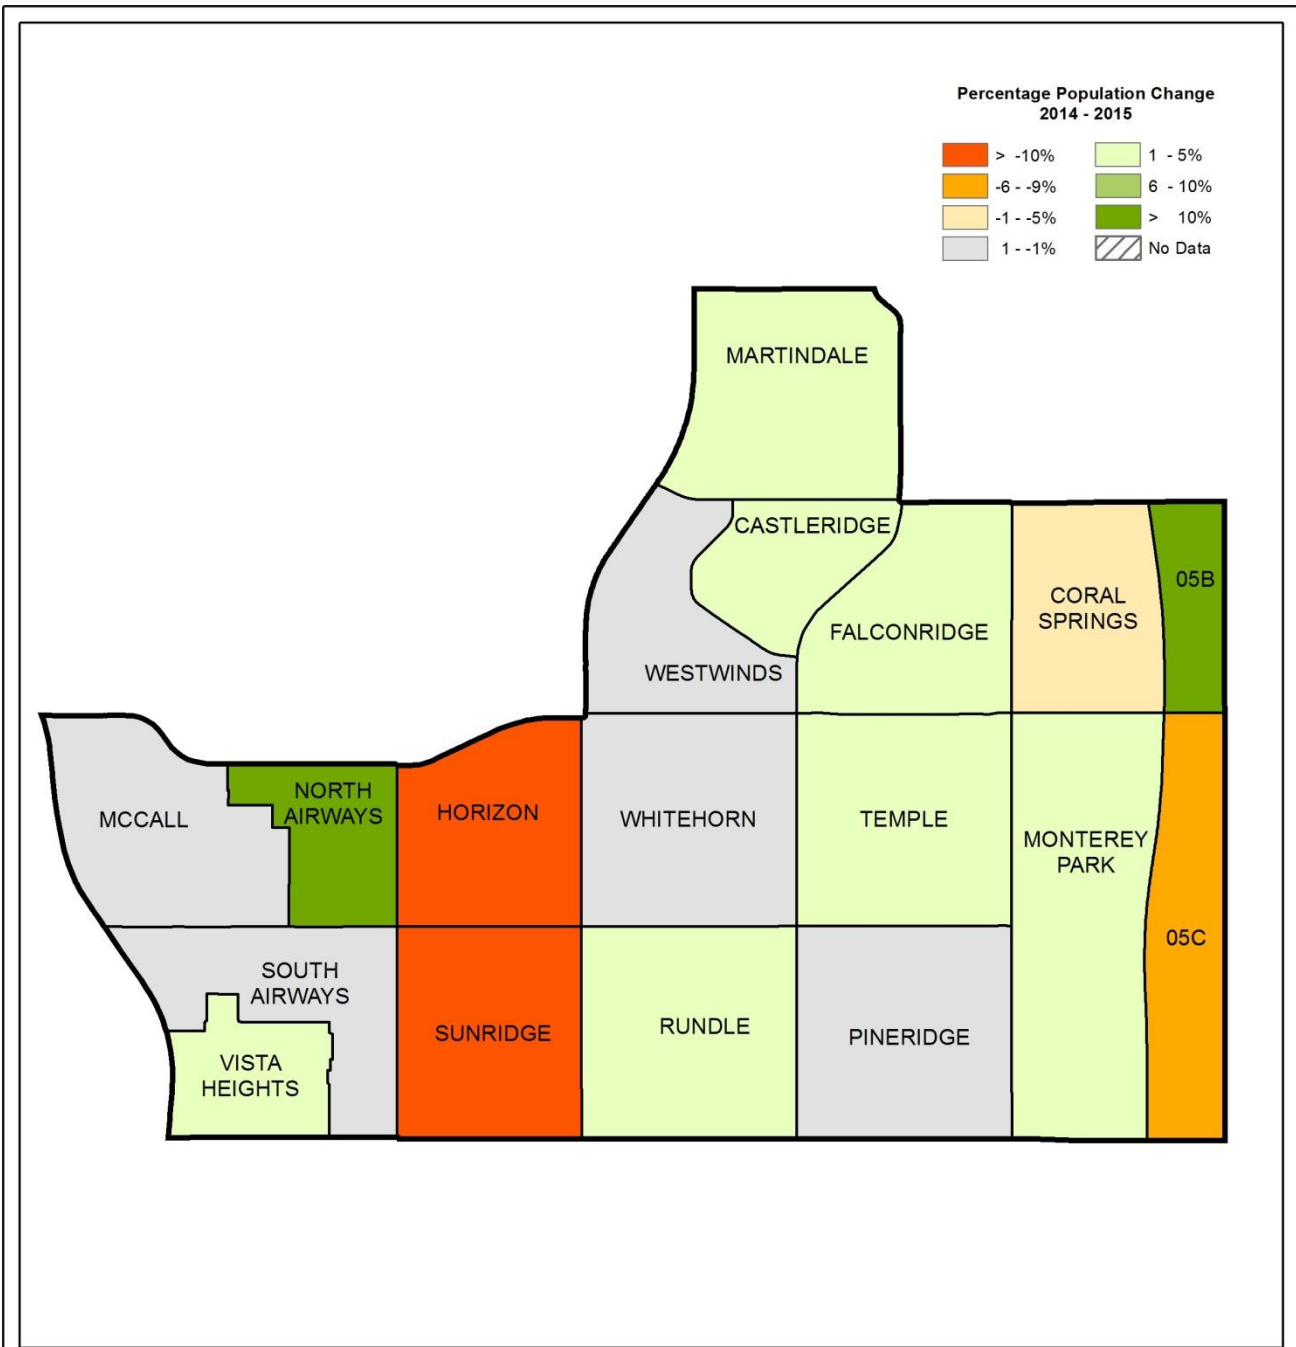 Percentage Population Change
2014 - 2015
> -10%
-6 - -9%
-1 - -5%
1 - -1%
1 - 5%
6 - 10%
> 10%
No Data
MARTINDALE
CASTLERIDGE
05B
CORAL
SPRINGS
FALCONRIDGE
WESTWINDS
NORTH
AIRWAYS
HORIZON
MCCALL
WHITEHORN
TEMPLE
MONTEREY
PARK
05C
SOUTH
AIRWAYS
SUNRIDGE
RUNDLE
PINERIDGE
VISTA
HEIGHTS